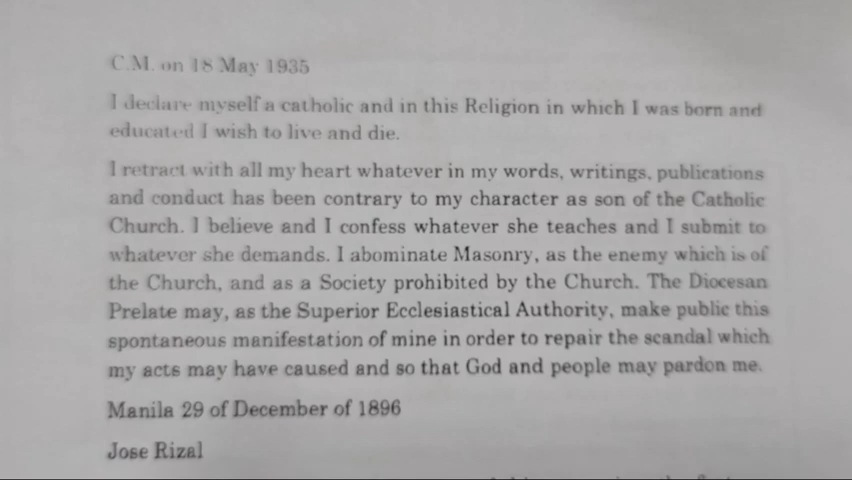 C.M. on 18 May 1935
I declare myself a catholic and in this Religion in which I was born and
educated I wish to live and die.
I retract with all my heart whatever in my words, writings, publications
and conduct has been contrary to my character as son of the Catholic
Church. I believe and I confess whatever she teaches and I submit to
whatever she demands. I abominate Masonry, as the enemy which is of
the Church, and as a Society prohibited by the Church. The Diocesan
Prelate may, as the Superior Ecclesiastical Authority, make public this
spontaneous manifestation of mine in order to repair the scandal which
my acts may have caused and so that God and people may pardon me.
Manila 29 of December of 1896
Jose Rizal